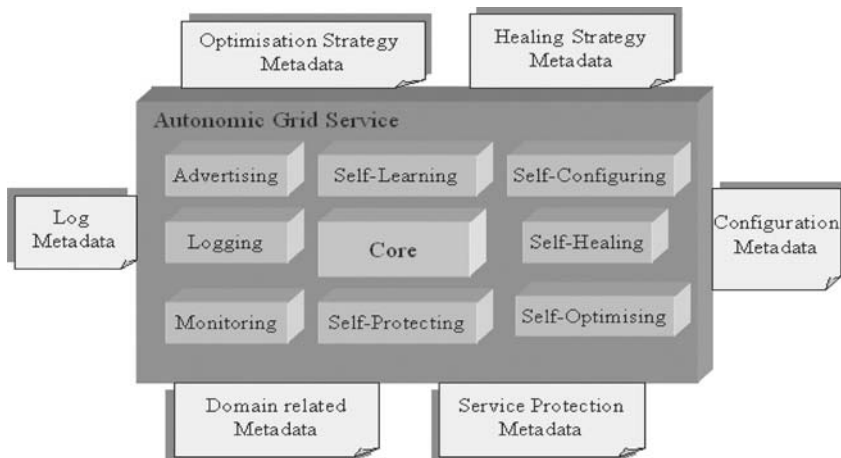 Optimisation Strategy
Metadata
Healing Strategy
Metadata
Autonomic Grid Service
Advertising
Self-Learning
Self-Configuring
Log
Metadata
Logging
Core
Self-Healing
Configuration
Metadata
Monitoring
Self-Protecting
Self-Optimising
Domain related
Metadata
Service Protection
Metadata